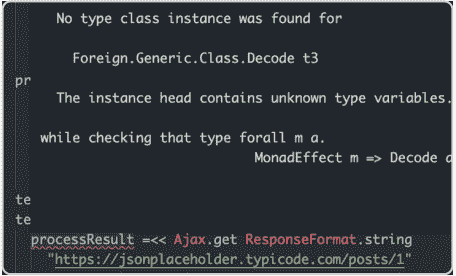 No type class instance was found for
Foreign.Generic.Class.Decode t3
pr
The instance head contains unknown type variables.
while checking that type forall m a.
MonadEffect m => Decode a
te
te
processResult =<< Ajax.get ResponseFormat.string
"https://jsonplaceholder.typicode.com/posts/1"